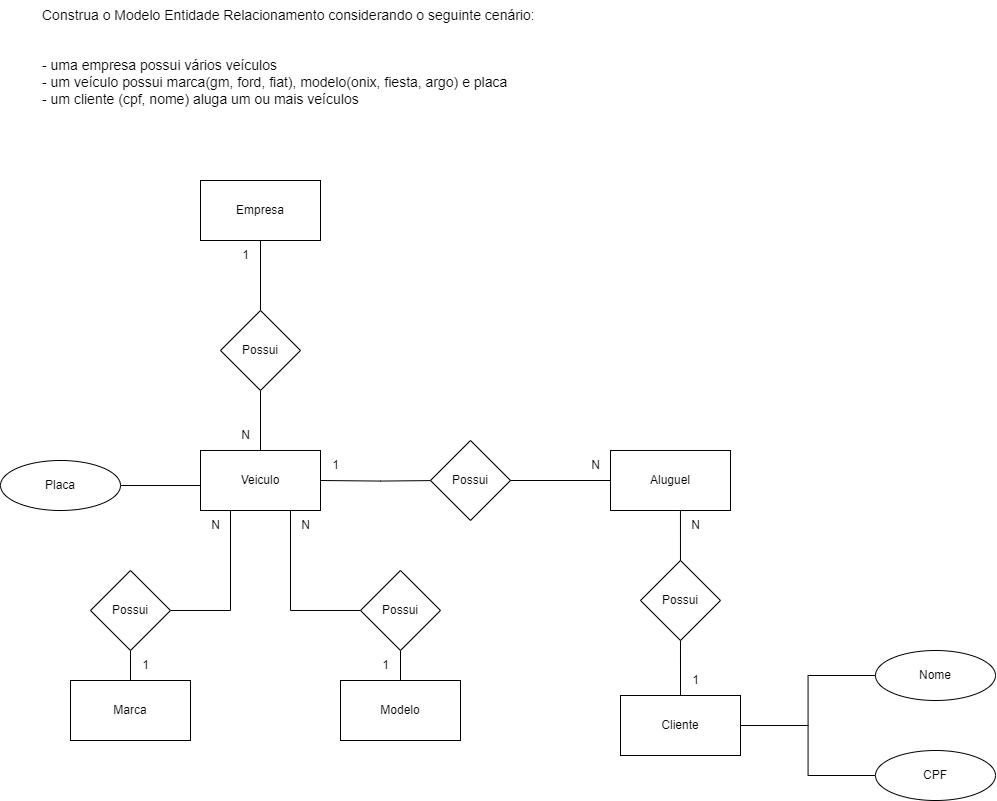 Construa o Modelo Entidade Relacionamento considerando o seguinte cenário:
- uma empresa possui vários veículos
- um veículo possui marca(gm, ford, fiat), modelo(onix, fiesta, argo) e placa
- um cliente (cpf, nome) aluga um ou mais veículos
Empresa
1
Possui
N
Placa
Veiculo
1
Possui
N
Aluguel
N
N
N
Possui
Possui
Possui
1
1
1
Marca
Modelo
Cliente
Nome
CPF